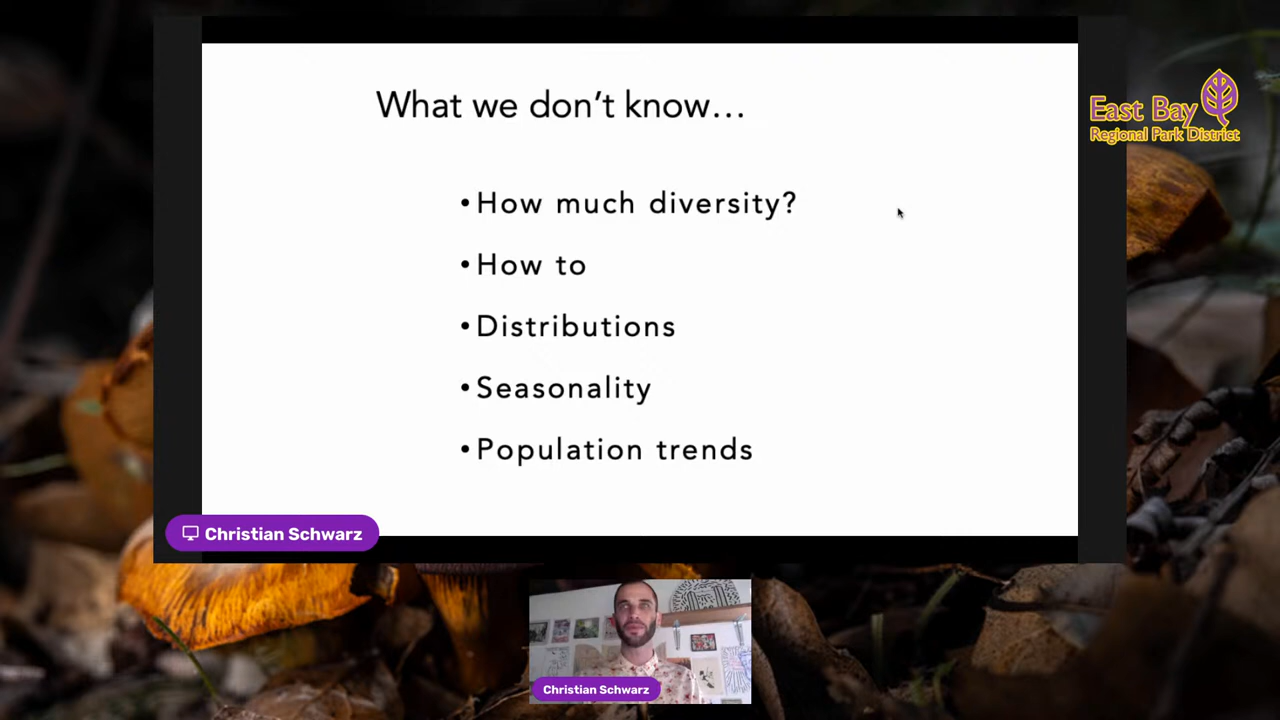 What we don't know...
• How much diversity?
• How to
• Distributions
• Seasonality
• Population trends
East Bay
Regional Park District
Christian Schwarz
Christian Schwarz